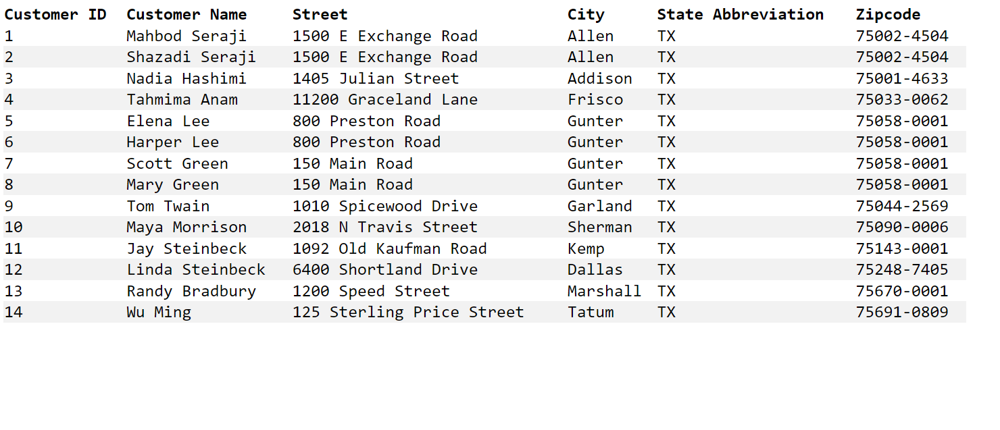 Customer ID Customer Name Street City State Abbreviation Zipcode
1 Mahbod Seraji 1500 E Exchange Road Allen TX 75002-4504
2 Shazadi Seraji 1500 E Exchange Road Allen TX 75002-4504
3 Nadia Hashimi 1405 Julian Street Addison TX 75001-4633
4 Tahmima Anam 11200 Graceland Lane Frisco TX 75033-0062
5 Elena Lee 800 Preston Road Gunter TX 75058-0001
6 Harper Lee 800 Preston Road Gunter TX 75058-0001
7 Scott Green 150 Main Road Gunter TX 75058-0001
8 Mary Green 150 Main Road Gunter TX 75058-0001
9 Tom Twain 1010 Spicewood Drive Garland TX 75044-2569
10 Maya Morrison 2018 N Travis Street Sherman TX 75090-0006
11 Jay Steinbeck 1092 Old Kaufman Road Kemp TX 75143-0001
12 Linda Steinbeck 6400 Shortland Drive Dallas TX 75248-7405
13 Randy Bradbury 1200 Speed Street Marshall TX 75670-0001
14 Wu Ming 125 Sterling Price Street Tatum TX 75691-0809